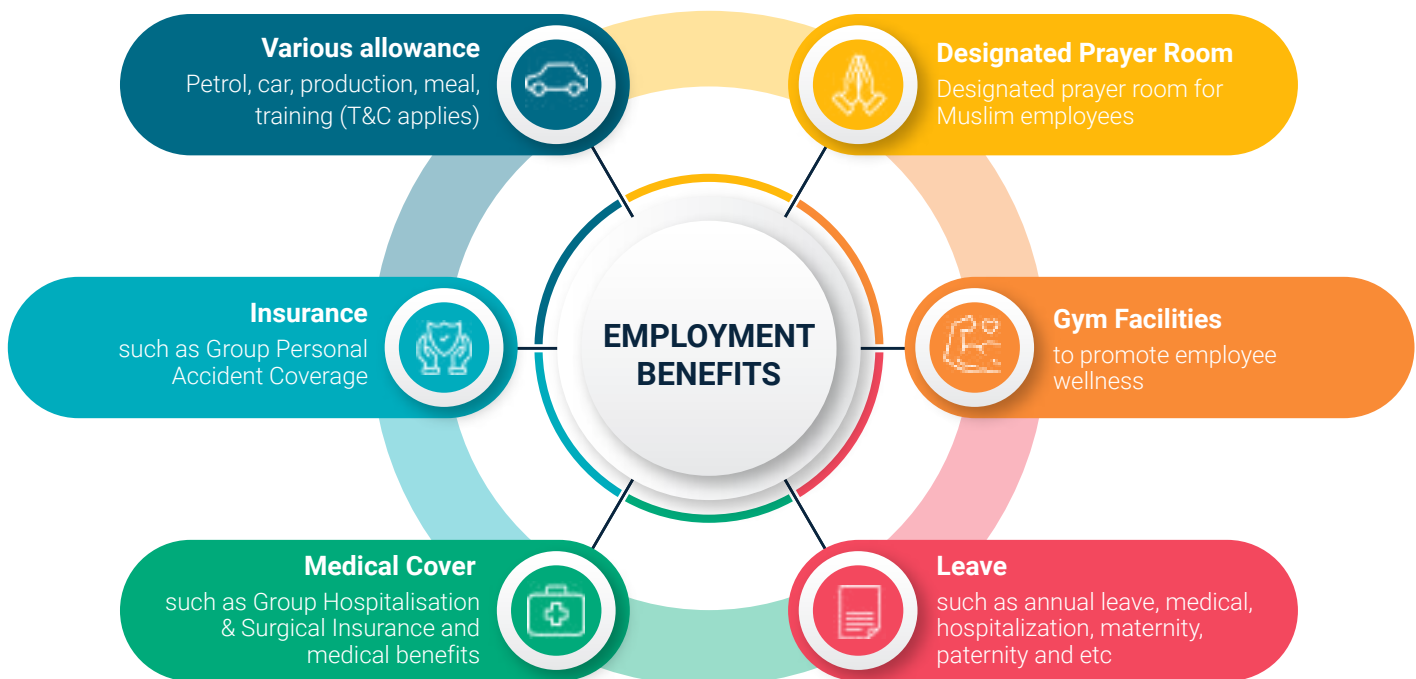 Various allowance
Petrol, car, production, meal,
training (T&C applies)
Designated Prayer Room
Designated prayer room for
Muslim employees
Insurance
such as Group Personal
Accident Coverage
EMPLOYMENT
BENEFITS
Gym Facilities
to promote employee
wellness
Medical Cover
such as Group Hospitalisation
& Surgical Insurance and
medical benefits
Leave
such as annual leave, medical,
hospitalization, maternity,
paternity and etc